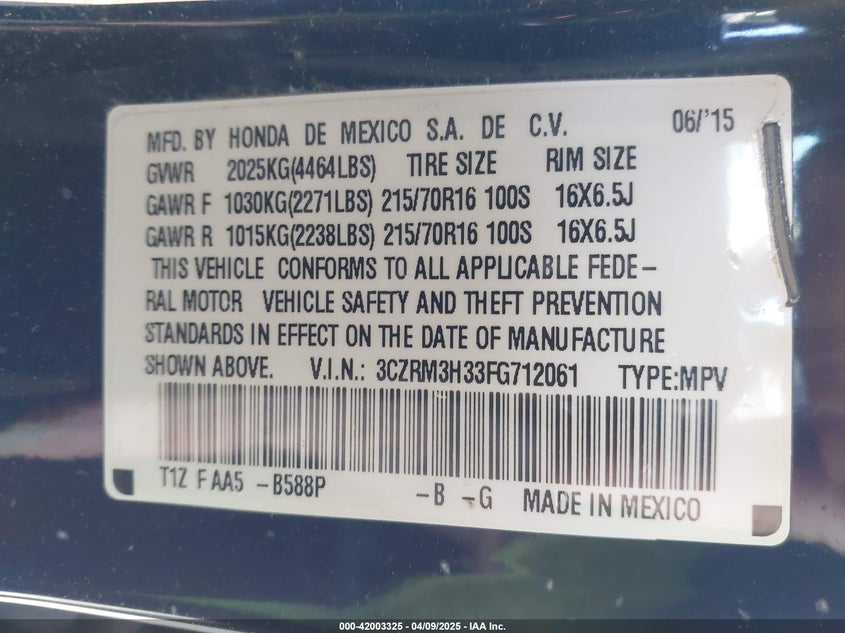 MFD. BY HONDA DE MEXICO S.A. DE C.V. 06/'15
GVWR 2025KG(4464LBS) TIRE SIZE RIM SIZE
GAWR F 1030KG(2271LBS) 215/70R16 100S 16X6.5J
GAWR R 1015KG(2238LBS) 215/70R16 100S 16X6.5J
THIS VEHICLE CONFORMS TO ALL APPLICABLE FEDE-
RAL MOTOR VEHICLE SAFETY AND THEFT PREVENTION
STANDARDS IN EFFECT ON THE DATE OF MANUFACTURE
SHOWN ABOVE. V.I.N.: 3CZRM3H33FG712061 TYPE:MPV
T1Z F AA5 -B588P -B -G MADE IN MEXICO
000-42003325 | 04/09/2025 - IAA Inc.